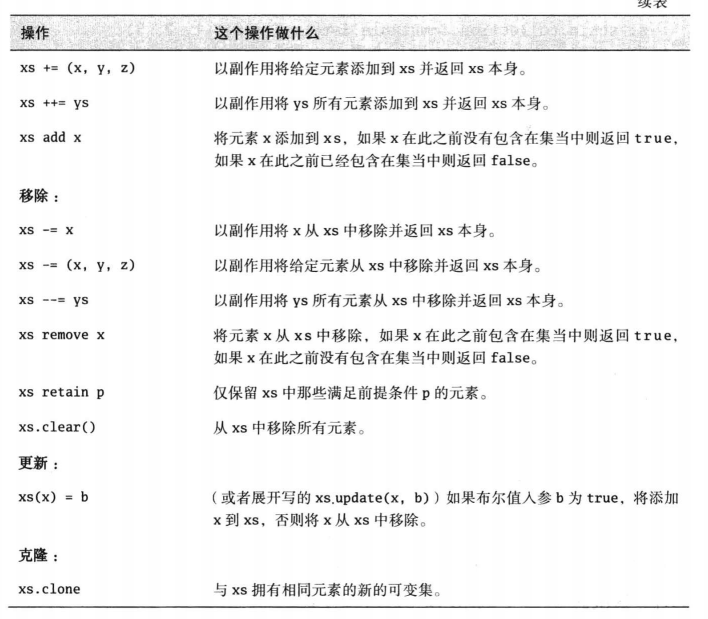 续表
操作 这个操作做什么
xs += (x, y, z) 以副作用将给定元素添加到 xs 并返回 xs 本身。
xs ++= ys 以副作用将 ys 所有元素添加到 xs 并返回 xs 本身。
xs add x 将元素 x 添加到 xs，如果 x 在此之前没有包含在集当中则返回 true，
如果 x 在此之前已经包含在集当中则返回 false。
移除：
xs -= x 以副作用将 x 从 xs 中移除并返回 xs 本身。
xs -= (x, y, z) 以副作用将给定元素从 xs 中移除并返回 xs 本身。
xs --= ys 以副作用将 ys 所有元素从 xs 中移除并返回 xs 本身。
xs remove x 将元素 x 从 xs 中移除，如果 x 在此之前包含在集当中则返回 true，
如果 x 在此之前没有包含在集当中则返回 false。
xs retain p 仅保留 xs 中那些满足前提条件 p 的元素。
xs.clear() 从 xs 中移除所有元素。
更新：
xs(x) = b （或者展开写的 xs.update(x, b)）如果布尔值入参 b 为 true，将添加
x 到 xs，否则将 x 从 xs 中移除。
克隆：
xs.clone 与 xs 拥有相同元素的新的可变集。